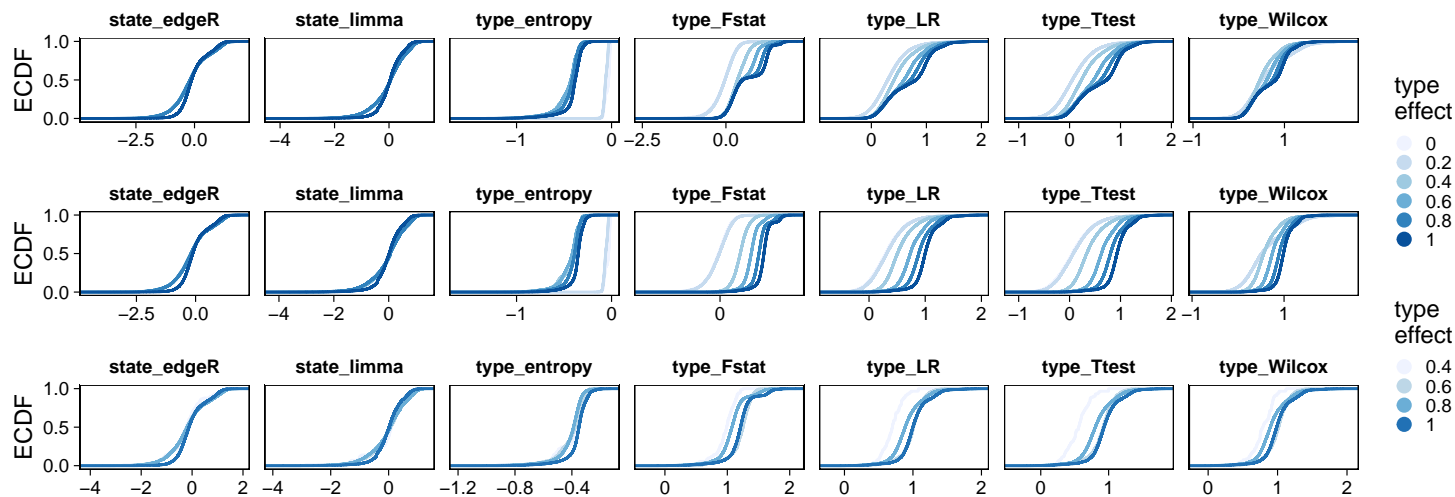 state_edgeR state_limma type_entropy type_Fstat type_LR type_Ttest type_Wilcox
ECDF
1.0
0.5
0.0
−2.5 0.0 −4 −2 0 −1 0 −2.5 0.0 0 1 2 −1 0 1 2 −1 1
state_edgeR state_limma type_entropy type_Fstat type_LR type_Ttest type_Wilcox
ECDF
1.0
0.5
0.0
−2.5 0.0 −4 −2 0 −1 0 0 0 1 2 −1 0 1 2 −1 1
state_edgeR state_limma type_entropy type_Fstat type_LR type_Ttest type_Wilcox
ECDF
1.0
0.5
0.0
−4 −2 0 2 −4 −2 0 −1.2 −0.8 −0.4 0 1 2 0 1 2 0 1 2 0 1 2
type
effect
0
0.2
0.4
0.6
0.8
1
type
effect
0.4
0.6
0.8
1